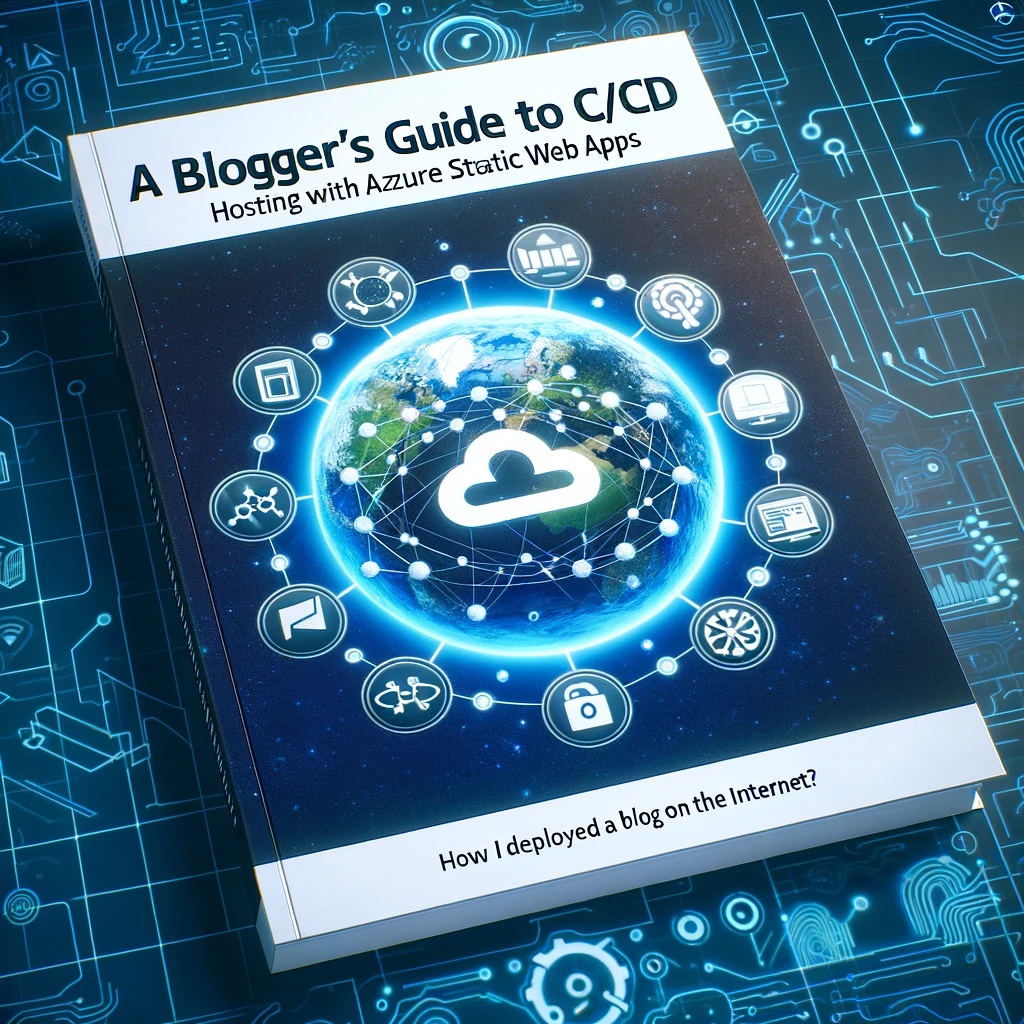 A Blogger's Guide to C/CD
Hosting with Azzure Static Web Apps
How I deployed a blog on the Internet?